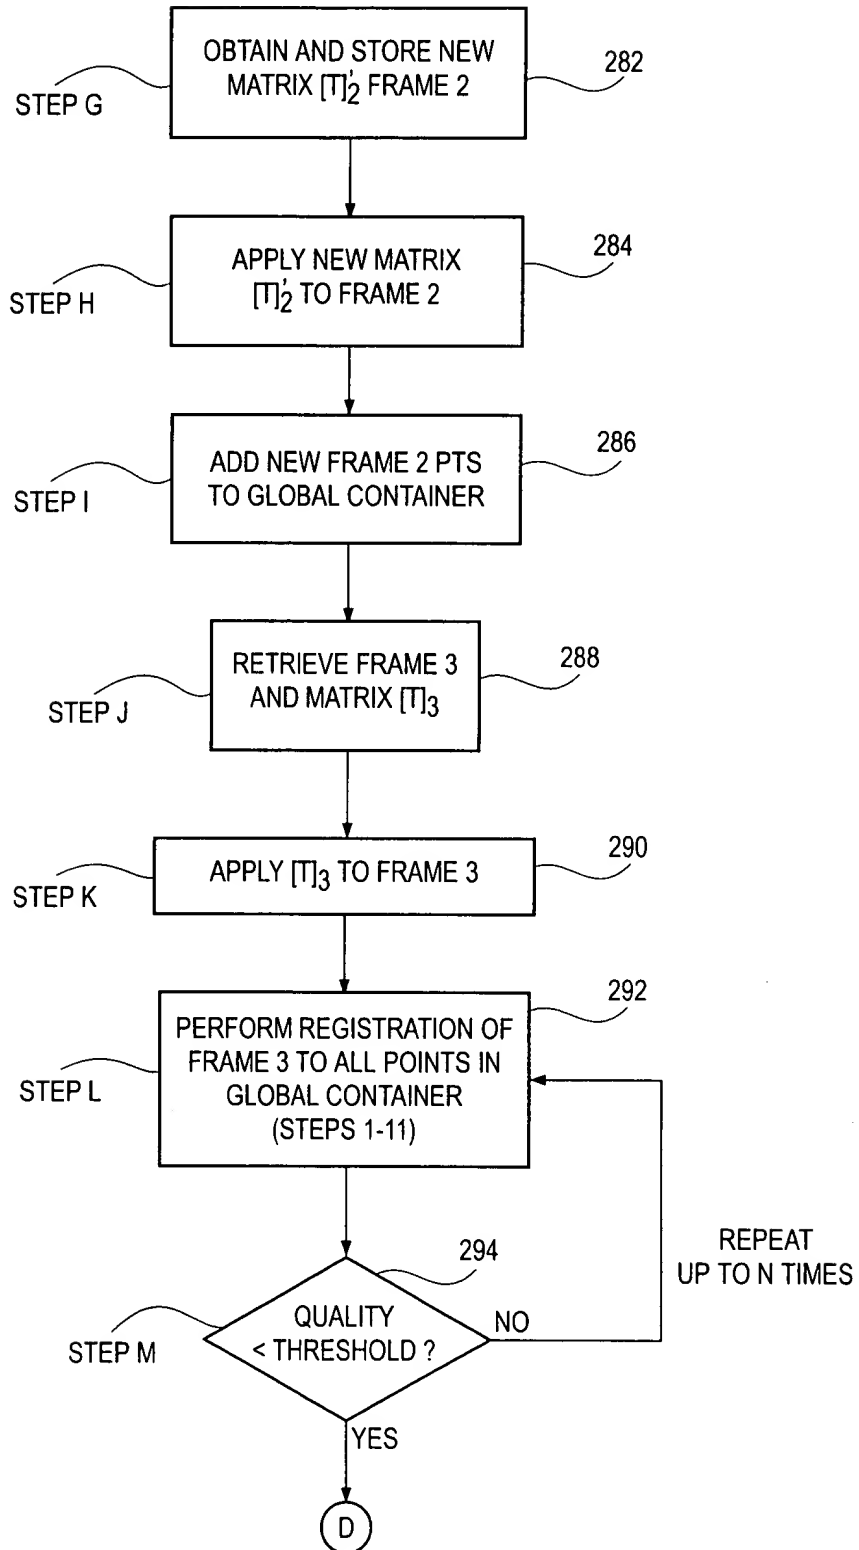 OBTAIN AND STORE NEW
MATRIX [T]'2 FRAME 2
282
STEP G
APPLY NEW MATRIX
[T]'2 TO FRAME 2
284
STEP H
ADD NEW FRAME 2 PTS
TO GLOBAL CONTAINER
286
STEP I
RETRIEVE FRAME 3
AND MATRIX [T]3
288
STEP J
APPLY [T]3 TO FRAME 3
290
STEP K
PERFORM REGISTRATION OF
FRAME 3 TO ALL POINTS IN
GLOBAL CONTAINER
(STEPS 1-11)
292
STEP L
REPEAT
UP TO N TIMES
294
QUALITY
< THRESHOLD ?
NO
STEP M
YES
D